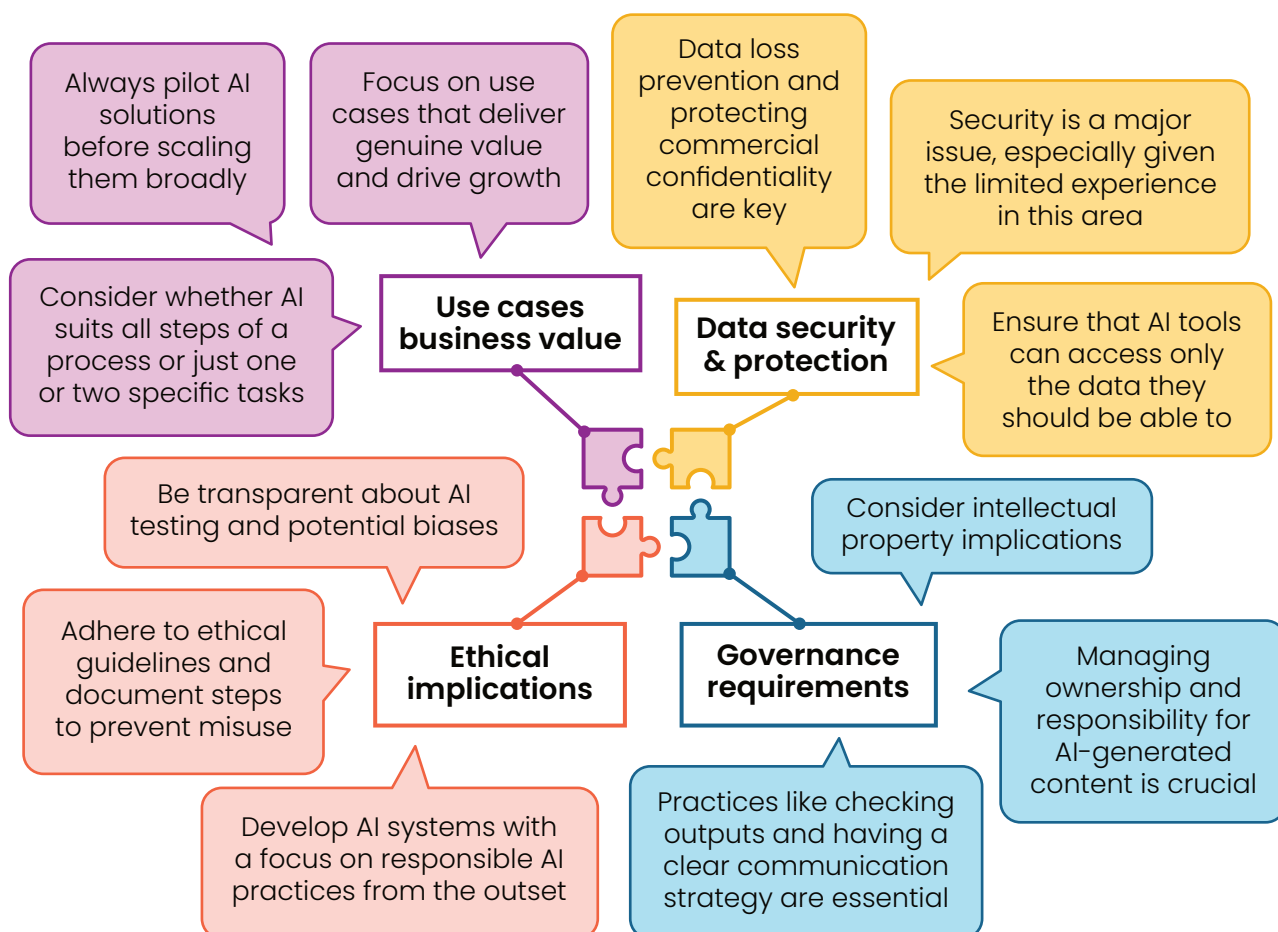 Always pilot AI
solutions
before scaling
them broadly
Focus on use
cases that deliver
genuine value
and drive growth
Data loss
prevention and
protecting
commercial
confidentiality
are key
Security is a major
issue, especially given
the limited experience
in this area
Consider whether AI
suits all steps of a
process or just one
or two specific tasks
Use cases
business value
Data security
& protection
Ensure that AI tools
can access only
the data they
should be able to
Be transparent about AI
testing and potential biases
Consider intellectual
property implications
Adhere to ethical
guidelines and
document steps
to prevent misuse
Ethical
implications
Governance
requirements
Managing
ownership and
responsibility for
AI-generated
content is crucial
Develop AI systems with
a focus on responsible AI
practices from the outset
Practices like checking
outputs and having a
clear communication
strategy are essential